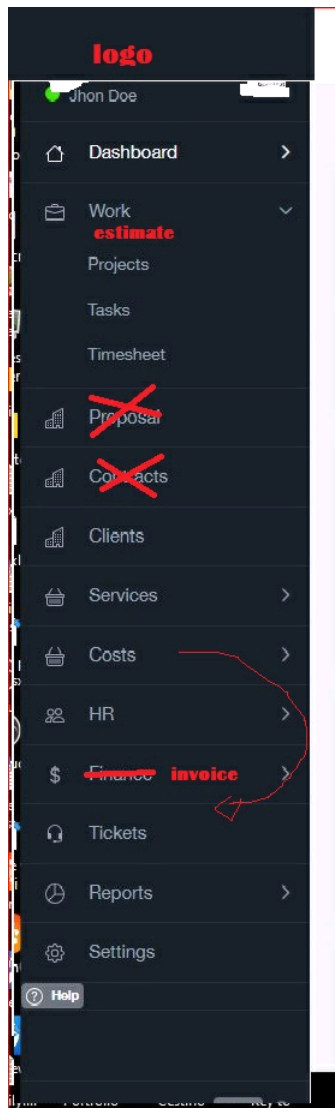 logo
Jhon Doe
Dashboard
Work
estimate
Projects
Tasks
Timesheet
Proposal
Contracts
Clients
Services
Costs
HR
$ Finance invoice
Tickets
Reports
Settings
? Help